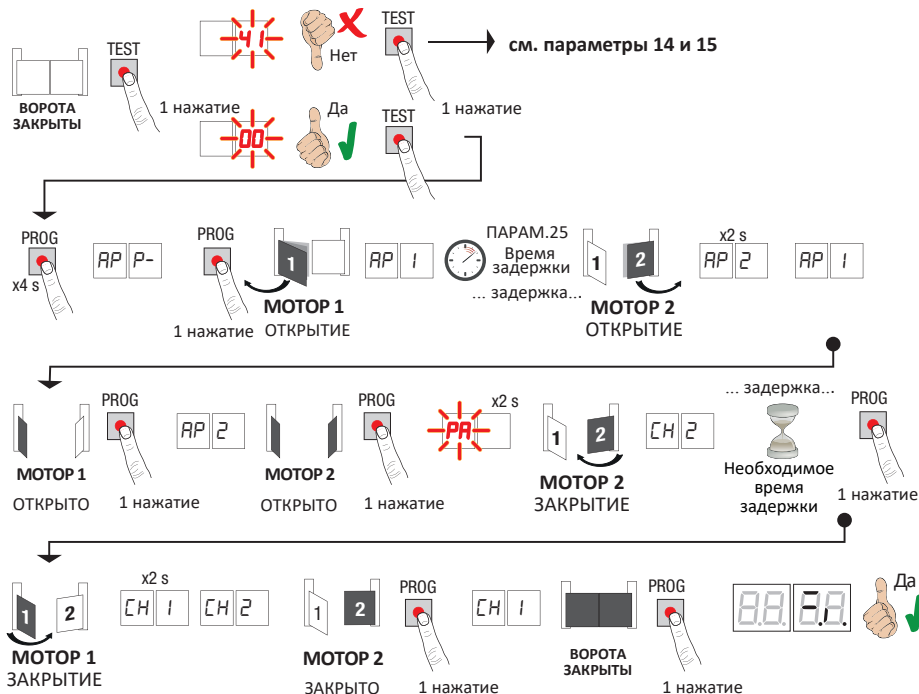 TEST
ВОРОТА
ЗАКРЫТЫ
1 нажатие
41
Нет
TEST
1 нажатие
см. параметры 14 и 15
00
Да
TEST
PROG
x4 s
AP P-
PROG
1 нажатие
1
МОТОР 1
ОТКРЫТИЕ
AP 1
ПАРАМ.25
Время
задержки
... задержка...
1 2
МОТОР 2
ОТКРЫТИЕ
x2 s
AP 2
AP 1
МОТОР 1
ОТКРЫТО
PROG
1 нажатие
AP 2
МОТОР 2
ОТКРЫТО
PROG
1 нажатие
x2 s
PA
1 2
МОТОР 2
ЗАКРЫТИЕ
CH 2
... задержка...
Необходимое
время
задержки
PROG
1 нажатие
1 2
МОТОР 1
ЗАКРЫТИЕ
x2 s
CH 1 CH 2
1 2
МОТОР 2
ЗАКРЫТО
PROG
1 нажатие
CH 1
ВОРОТА
ЗАКРЫТЫ
PROG
1 нажатие
Fi.
Да